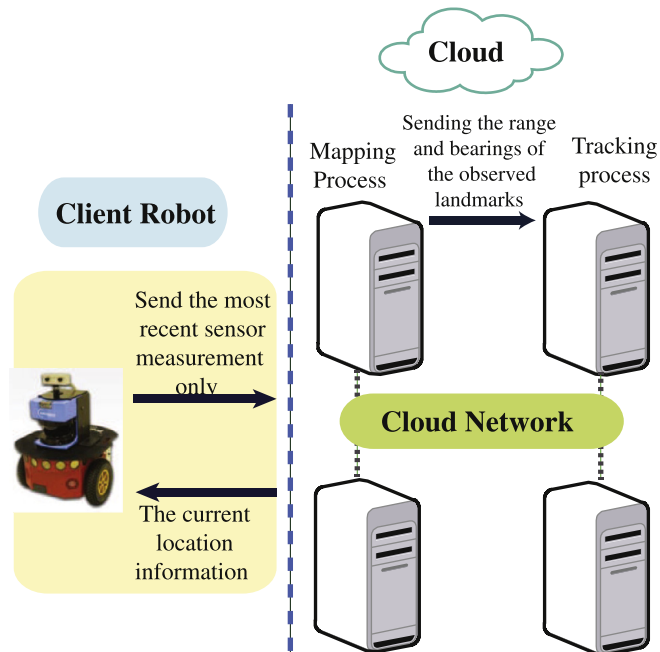 Cloud
Sending the range
and bearings of
the observed
landmarks
Mapping
Process
Tracking
process
Client Robot
Send the most
recent sensor
measurement
only
Cloud Network
The current
location
information